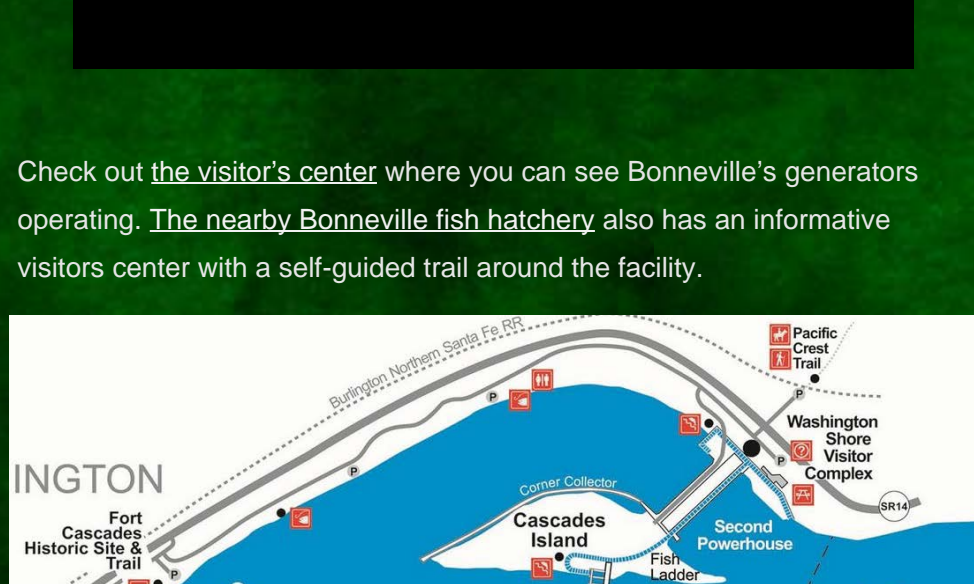 Check out the visitor’s center where you can see Bonneville’s generators
operating. The nearby Bonneville fish hatchery also has an informative
visitors center with a self-guided trail around the facility.
Burlington Northern Santa Fe RR
Pacific
Crest
Trail
P
P
Washington
Shore
Visitor
Complex
P
P
INGTON
Corner Collector
SR14
Fort
Cascades
Historic Site &
Trail
Cascades
Island
Second
Powerhouse
Fish
Ladder
P